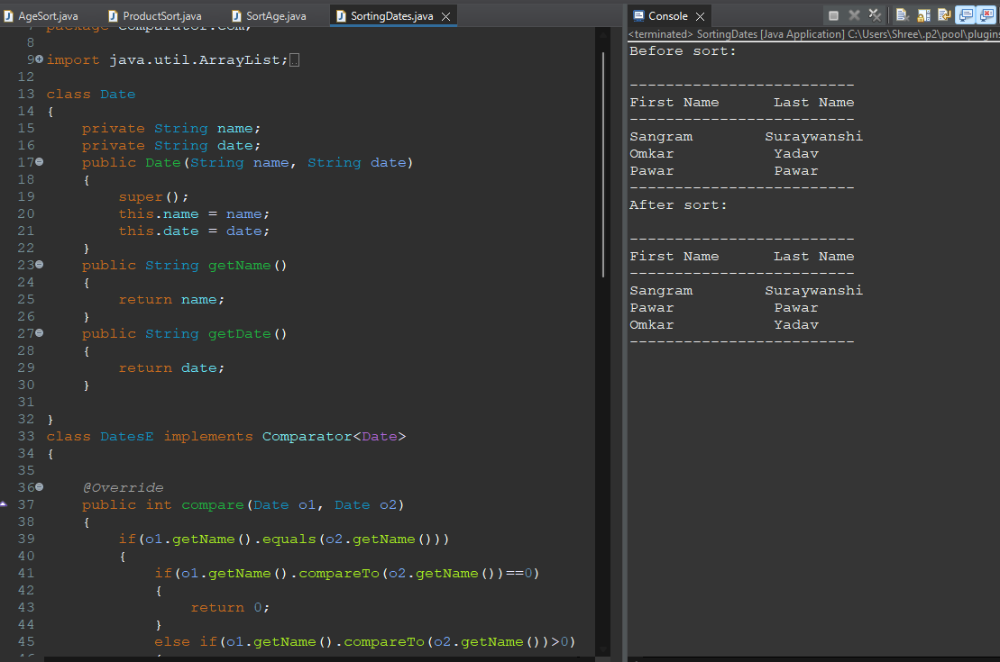 AgeSort.java ProductSort.java SortAge.java SortingDates.java
7 package Comparator.com;
8
9 import java.util.ArrayList;
12
13 class Date
14 {
15 private String name;
16 private String date;
17 public Date(String name, String date)
18 {
19 super();
20 this.name = name;
21 this.date = date;
22 }
23 public String getName()
24 {
25 return name;
26 }
27 public String getDate()
28 {
29 return date;
30 }
31
32 }
33 class DatesE implements Comparator<Date>
34 {
35
36 @Override
37 public int compare(Date o1, Date o2)
38 {
39 if(o1.getName().equals(o2.getName()))
40 {
41 if(o1.getName().compareTo(o2.getName())==0)
42 {
43 return 0;
44 }
45 else if(o1.getName().compareTo(o2.getName())>0)
46 {
Console
<terminated> SortingDates [Java Application] C:\Users\Shree\.p2\pool\plugins
Before sort:
-------------------------
First Name Last Name
-------------------------
Sangram Suraywanshi
Omkar Yadav
Pawar Pawar
-------------------------
After sort:
-------------------------
First Name Last Name
-------------------------
Sangram Suraywanshi
Pawar Pawar
Omkar Yadav
-------------------------